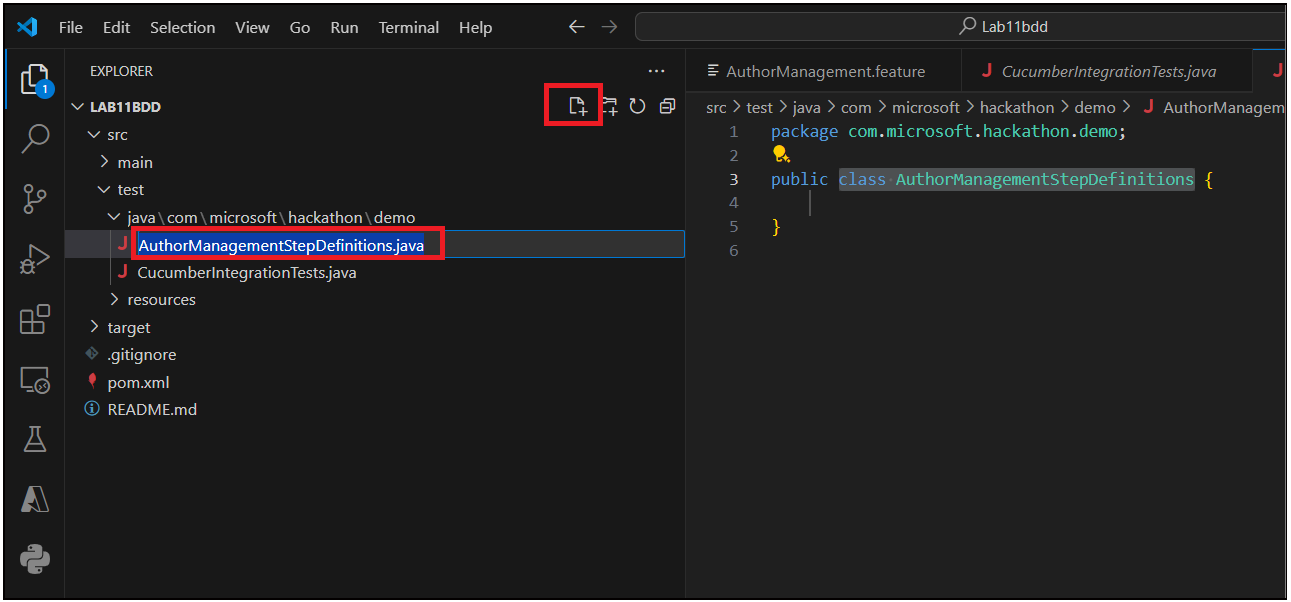 File Edit Selection View Go Run Terminal Help
Lab11bdd
1
EXPLORER
LAB11BDD
src
main
test
java\com\microsoft\hackathon\demo
J AuthorManagementStepDefinitions.java
J CucumberIntegrationTests.java
resources
target
.gitignore
pom.xml
README.md
AuthorManagement.feature
J CucumberIntegrationTests.java
J
src > test > java > com > microsoft > hackathon > demo > J AuthorManagem
1 package com.microsoft.hackathon.demo;
2
3 public class AuthorManagementStepDefinitions {
4
5 }
6